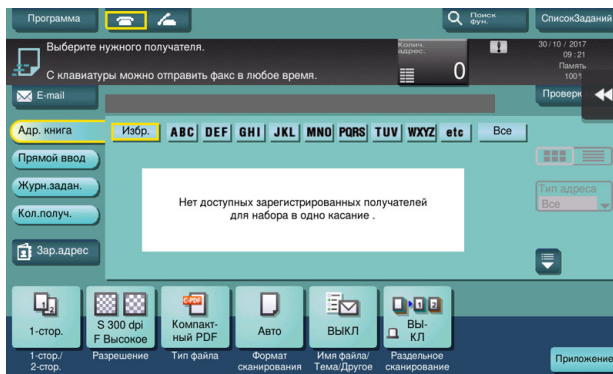 Программа
Поиск фун.
СписокЗаданий
Выберите нужного получателя.
С клавиатуры можно отправить факс в любое время.
Колич. адрес.
0
30/10/2017
09:21
Память
100%
E-mail
Адр. книга
Избр.
ABC
DEF
GHI
JKL
MNO
PQRS
TUV
WXYZ
etc
Все
Прямой ввод
Журн.задан.
Кол.получ.
Зар.адрес
Нет доступных зарегистрированных получателей
для набора в одно касание .
Тип адреса
Все
1-стор.
S 300 dpi
F Высокое
Компакт-
ный PDF
Авто
ВЫКЛ
ВЫ-
КЛ
1-стор./
2-стор.
Разрешение
Тип файла
Формат
сканирования
Имя файла/
Тема/Другое
Раздельное
сканирование
Приложение